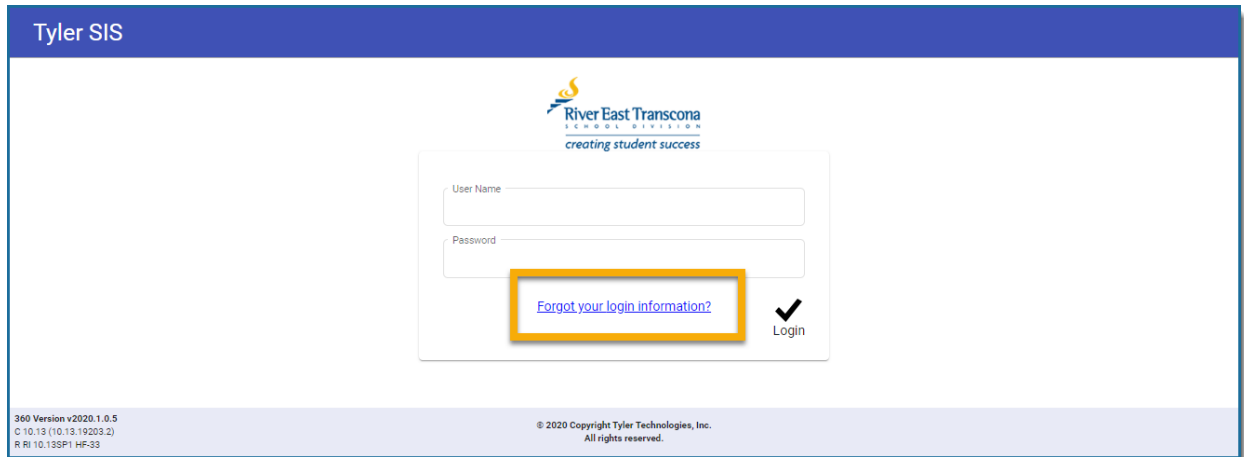 Tyler SIS
River East Transcona
SCHOOL DIVISION
creating student success
User Name
Password
Forgot your login information?
Login
360 Version v2020.1.0.5
C 10.13 (10.13.19203.2)
R RI 10.13SP1 HF-33
© 2020 Copyright Tyler Technologies, Inc.
All rights reserved.